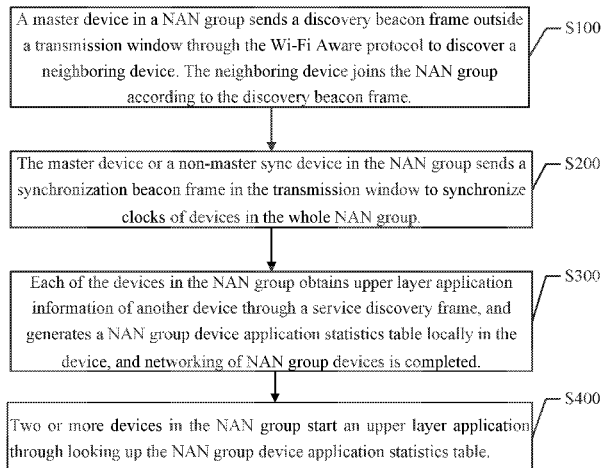 A master device in a NAN group sends a discovery beacon frame outside
a transmission window through the Wi-Fi Aware protocol to discover a
neighboring device. The neighboring device joins the NAN group
according to the discovery beacon frame.
S100
The master device or a non-master sync device in the NAN group sends a
synchronization beacon frame in the transmission window to synchronize
clocks of devices in the whole NAN group.
S200
Each of the devices in the NAN group obtains upper layer application
information of another device through a service discovery frame, and
generates a NAN group device application statistics table locally in the
device, and networking of NAN group devices is completed.
S300
Two or more devices in the NAN group start an upper layer application
through looking up the NAN group device application statistics table.
S400